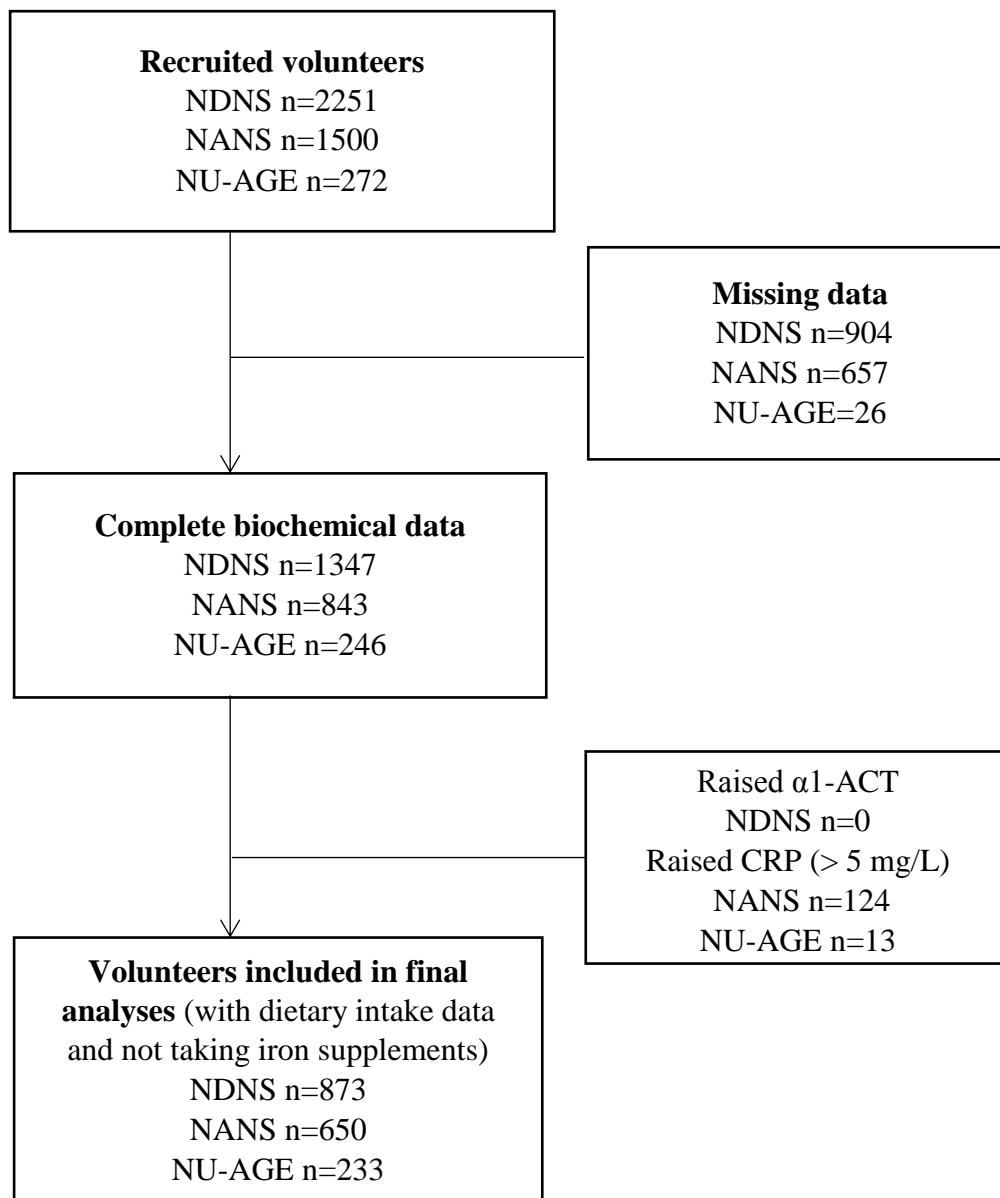 Recruited volunteers
NDNS n=2251
NANS n=1500
NU-AGE n=272
Missing data
NDNS n=904
NANS n=657
NU-AGE=26
Complete biochemical data
NDNS n=1347
NANS n=843
NU-AGE n=246
Raised α1-ACT
NDNS n=0
Raised CRP (> 5 mg/L)
NANS n=124
NU-AGE n=13
Volunteers included in final
analyses (with dietary intake data
and not taking iron supplements)
NDNS n=873
NANS n=650
NU-AGE n=233